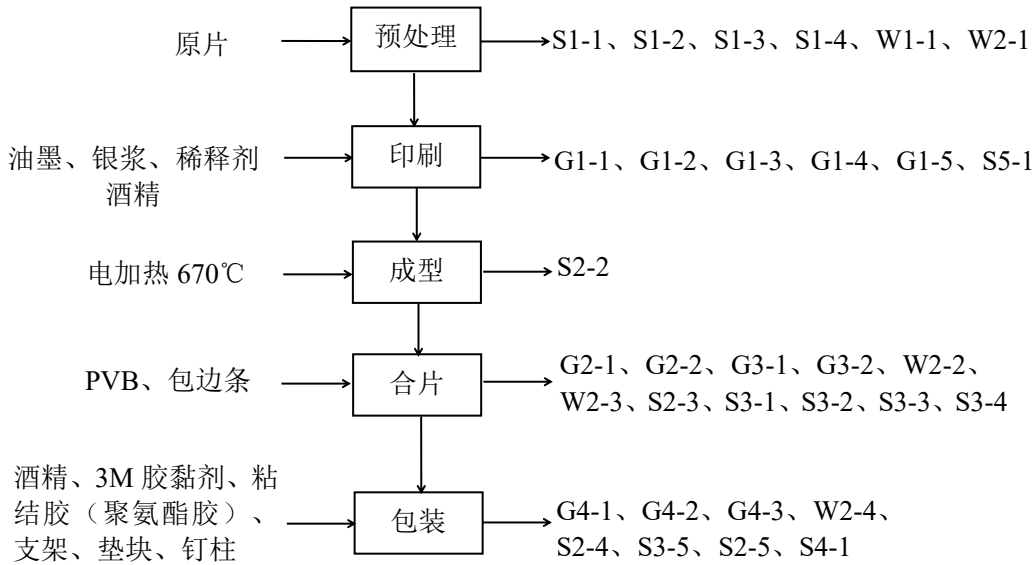 原片
预处理
S1-1、S1-2、S1-3、S1-4、W1-1、W2-1
油墨、银浆、稀释剂
酒精
印刷
G1-1、G1-2、G1-3、G1-4、G1-5、S5-1
电加热 670℃
成型
S2-2
PVB、包边条
合片
G2-1、G2-2、G3-1、G3-2、W2-2、
W2-3、S2-3、S3-1、S3-2、S3-3、S3-4
酒精、3M 胶黏剂、粘
结胶（聚氨酯胶）、
支架、垫块、钉柱
包装
G4-1、G4-2、G4-3、W2-4、
S2-4、S3-5、S2-5、S4-1